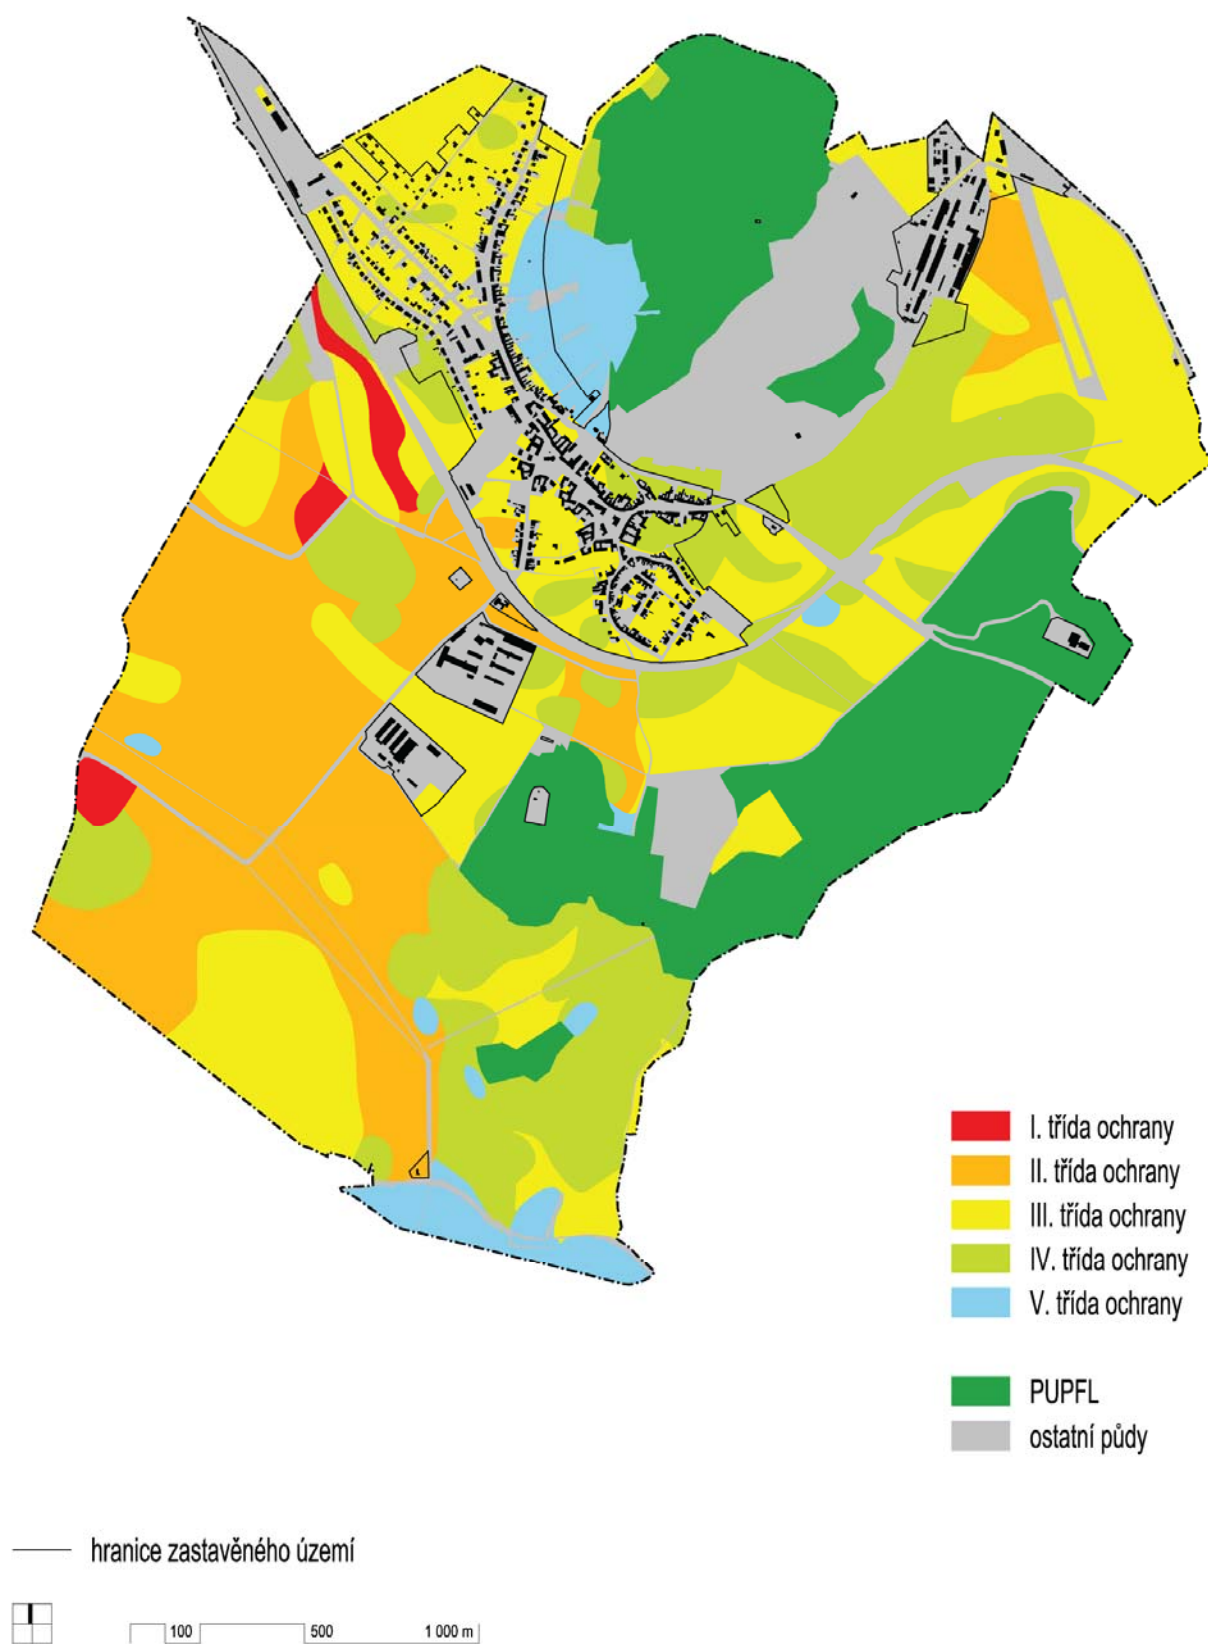 I. třída ochrany
II. třída ochrany
III. třída ochrany
IV. třída ochrany
V. třída ochrany
PUPFL
ostatní půdy
hranice zastavěného území
100 500 1 000 m